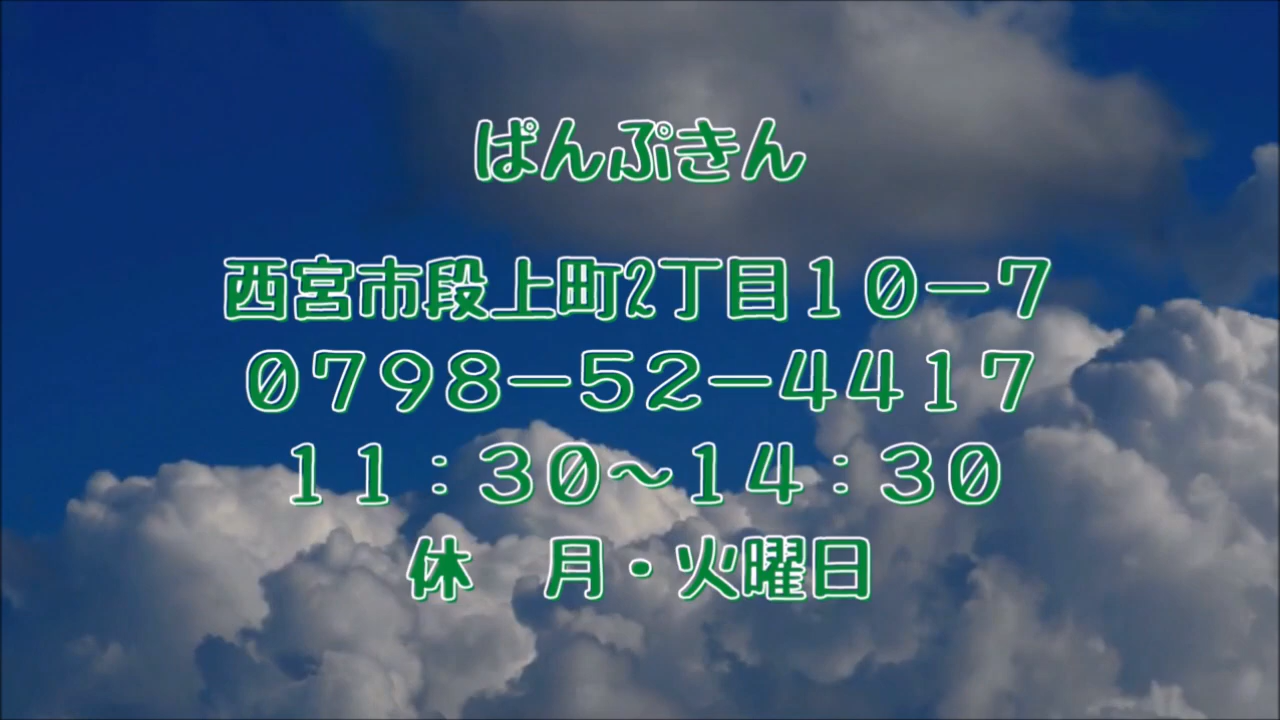 ぱんぷきん
西宮市段上町2丁目１０－７
０７９８－５２－４４１７
１１：３０～１４：３０
休　月・火曜日